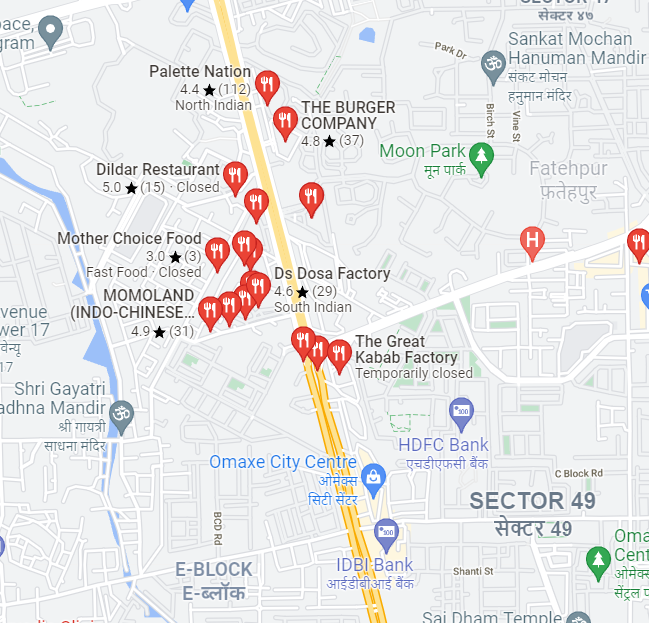 SECTOR 47
सेक्टर ४७
pace,
gram
Park Dr
Sankat Mochan
Hanuman Mandir
संकट मोचन
हनुमान मंदिर
Palette Nation
4.4 ★ (112)
North Indian
THE BURGER
COMPANY
4.8 ★ (37)
Birch St
Vine St
Moon Park
मून पार्क
Fatehpur
फतेहपुर
Dildar Restaurant
5.0 ★ (15) · Closed
Mother Choice Food
3.0 ★ (3)
Fast Food · Closed
H
Ds Dosa Factory
4.6 ★ (29)
South Indian
MOMOLAND
(INDO-CHINESE...
4.9 ★ (31)
venue
wer 17
वेन्यू
17
The Great
Kabab Factory
Temporarily closed
Shri Gayatri
adhna Mandir
श्री गायत्री
साधना मंदिर
HDFC Bank
एचडीएफसी बैंक
Omaxe City Centre
ओमेक्स
सिटी सेंटर
C Block Rd
SECTOR 49
सेक्टर 49
BCD Rd
E-BLOCK
E-ब्लॉक
IDBI Bank
आईडीबीआई बैंक
Shanti St
Oma
Cent
ओमेक्स
सेंट्रल प
Sai Dham Temple